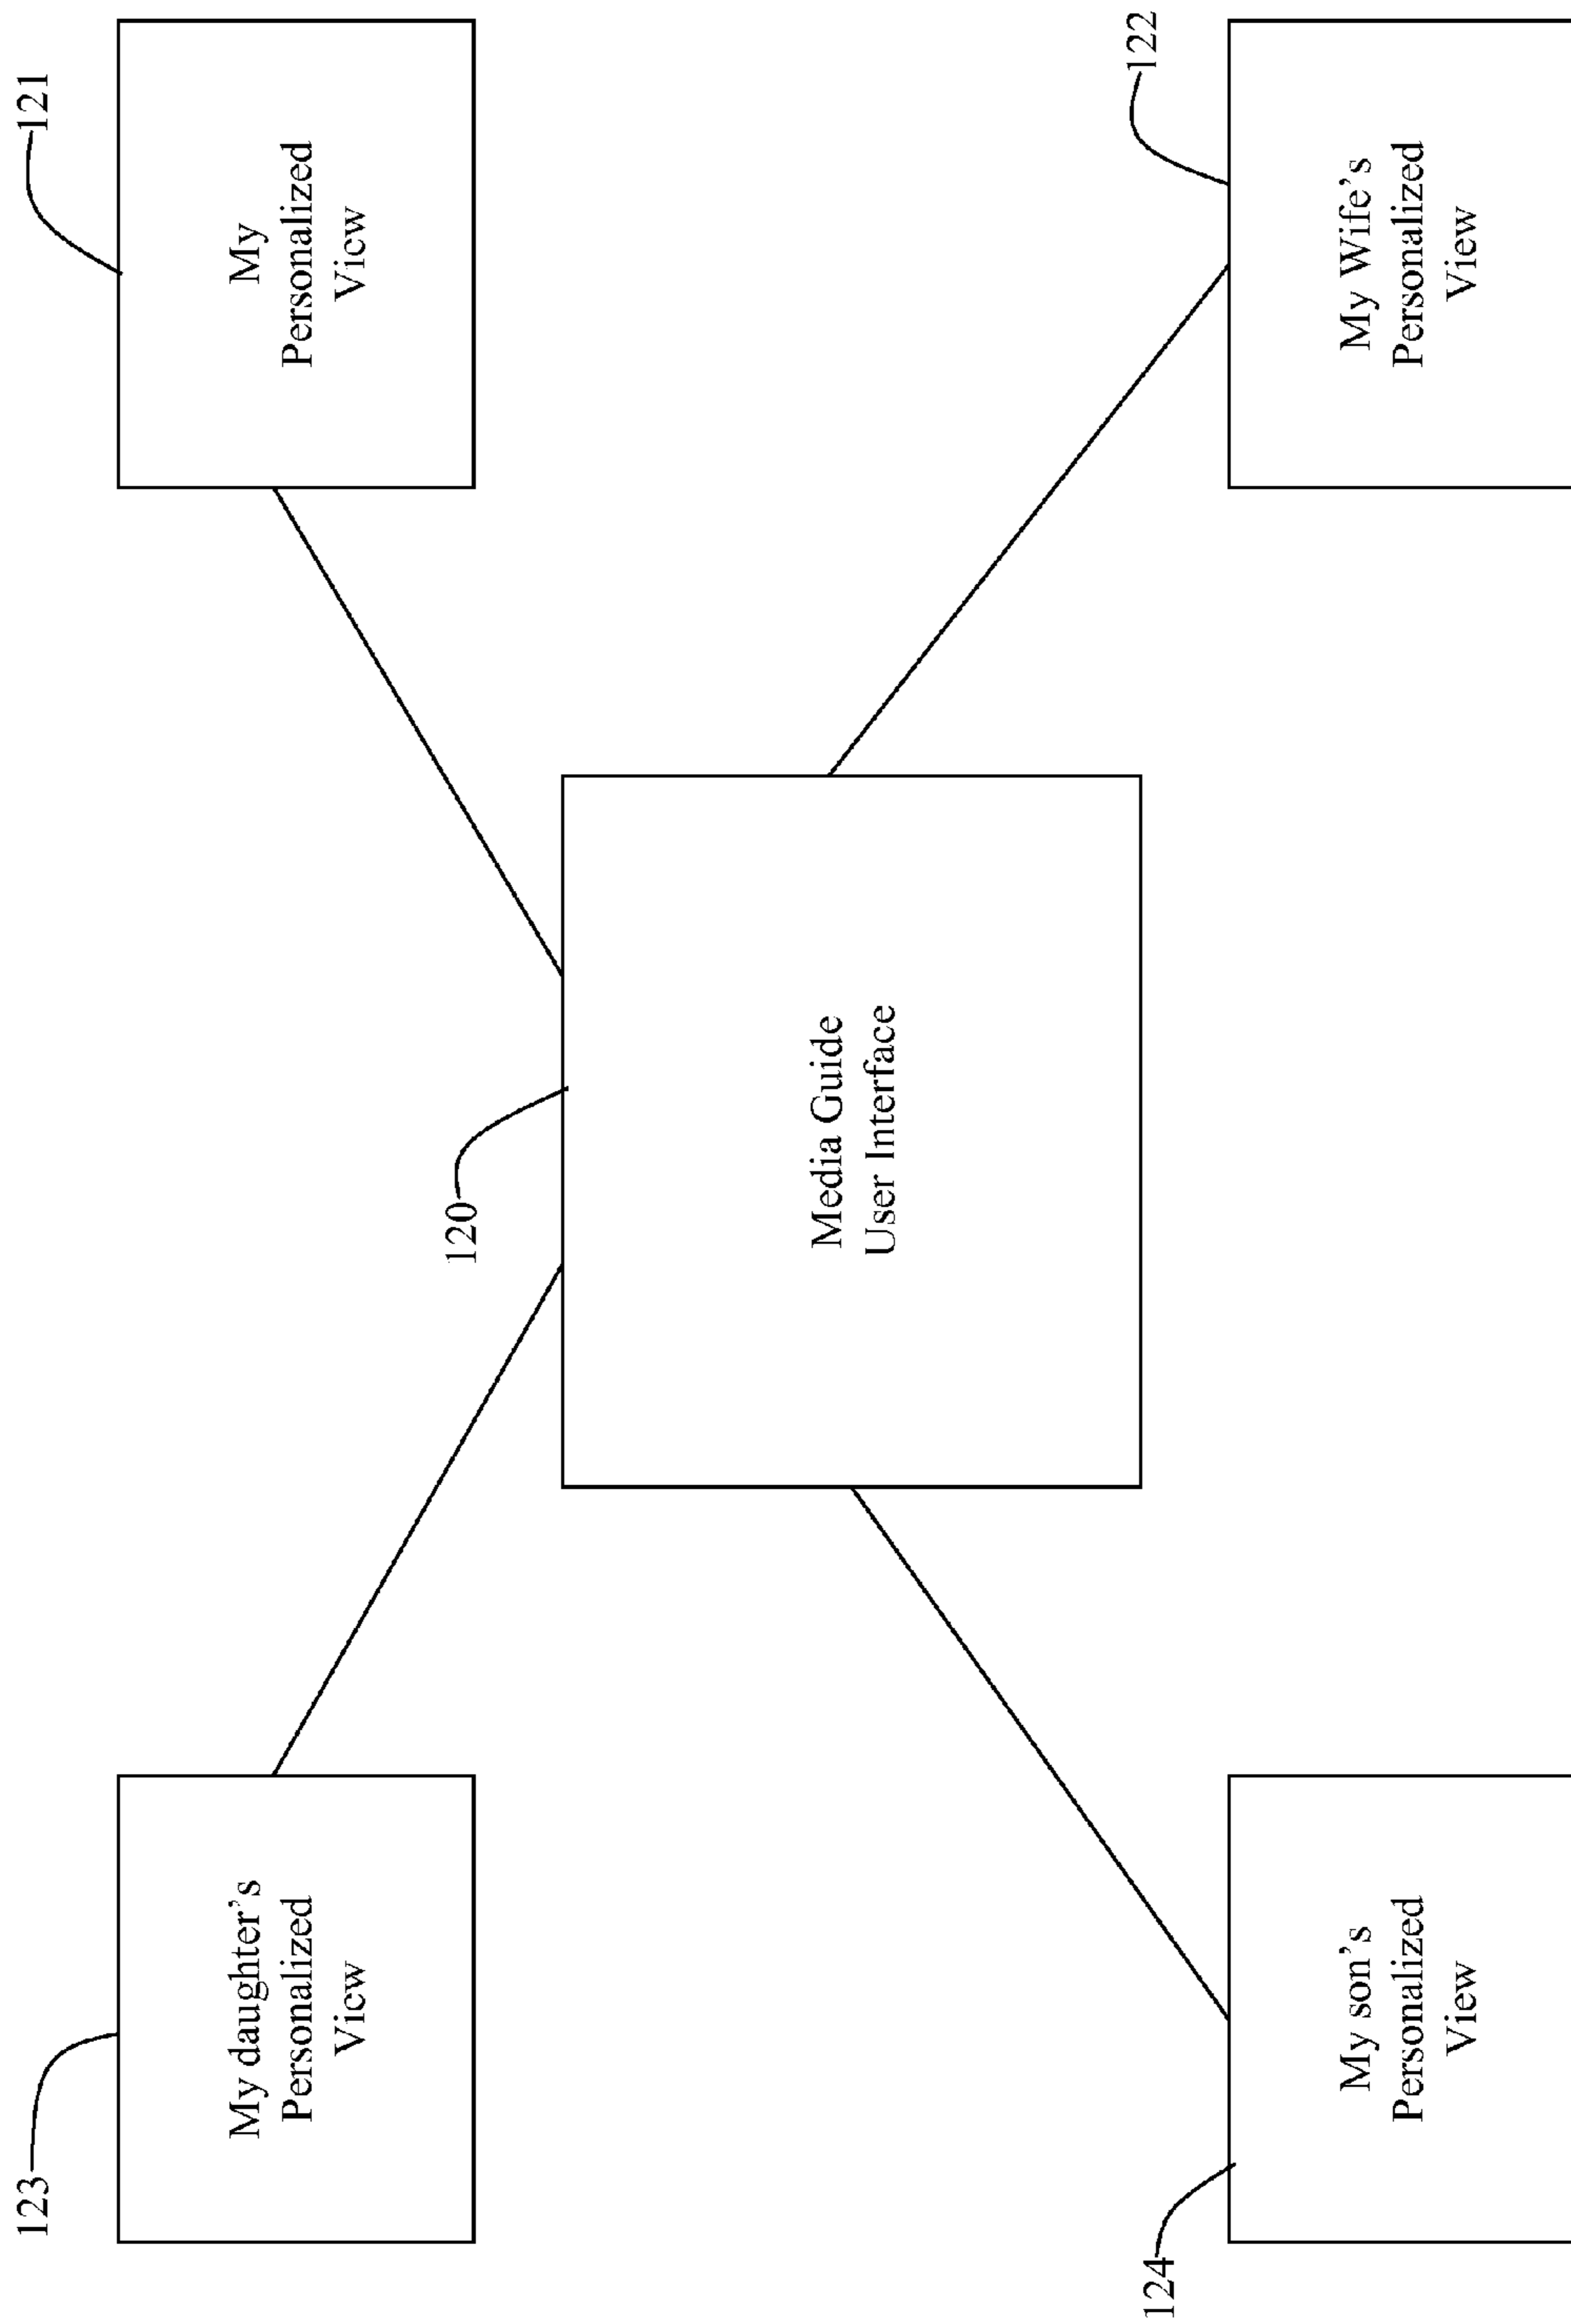 123
My daughter's
Personalized
View
121
My
Personalized
View
120
Media Guide
User Interface
124
My son's
Personalized
View
122
My Wife's
Personalized
View